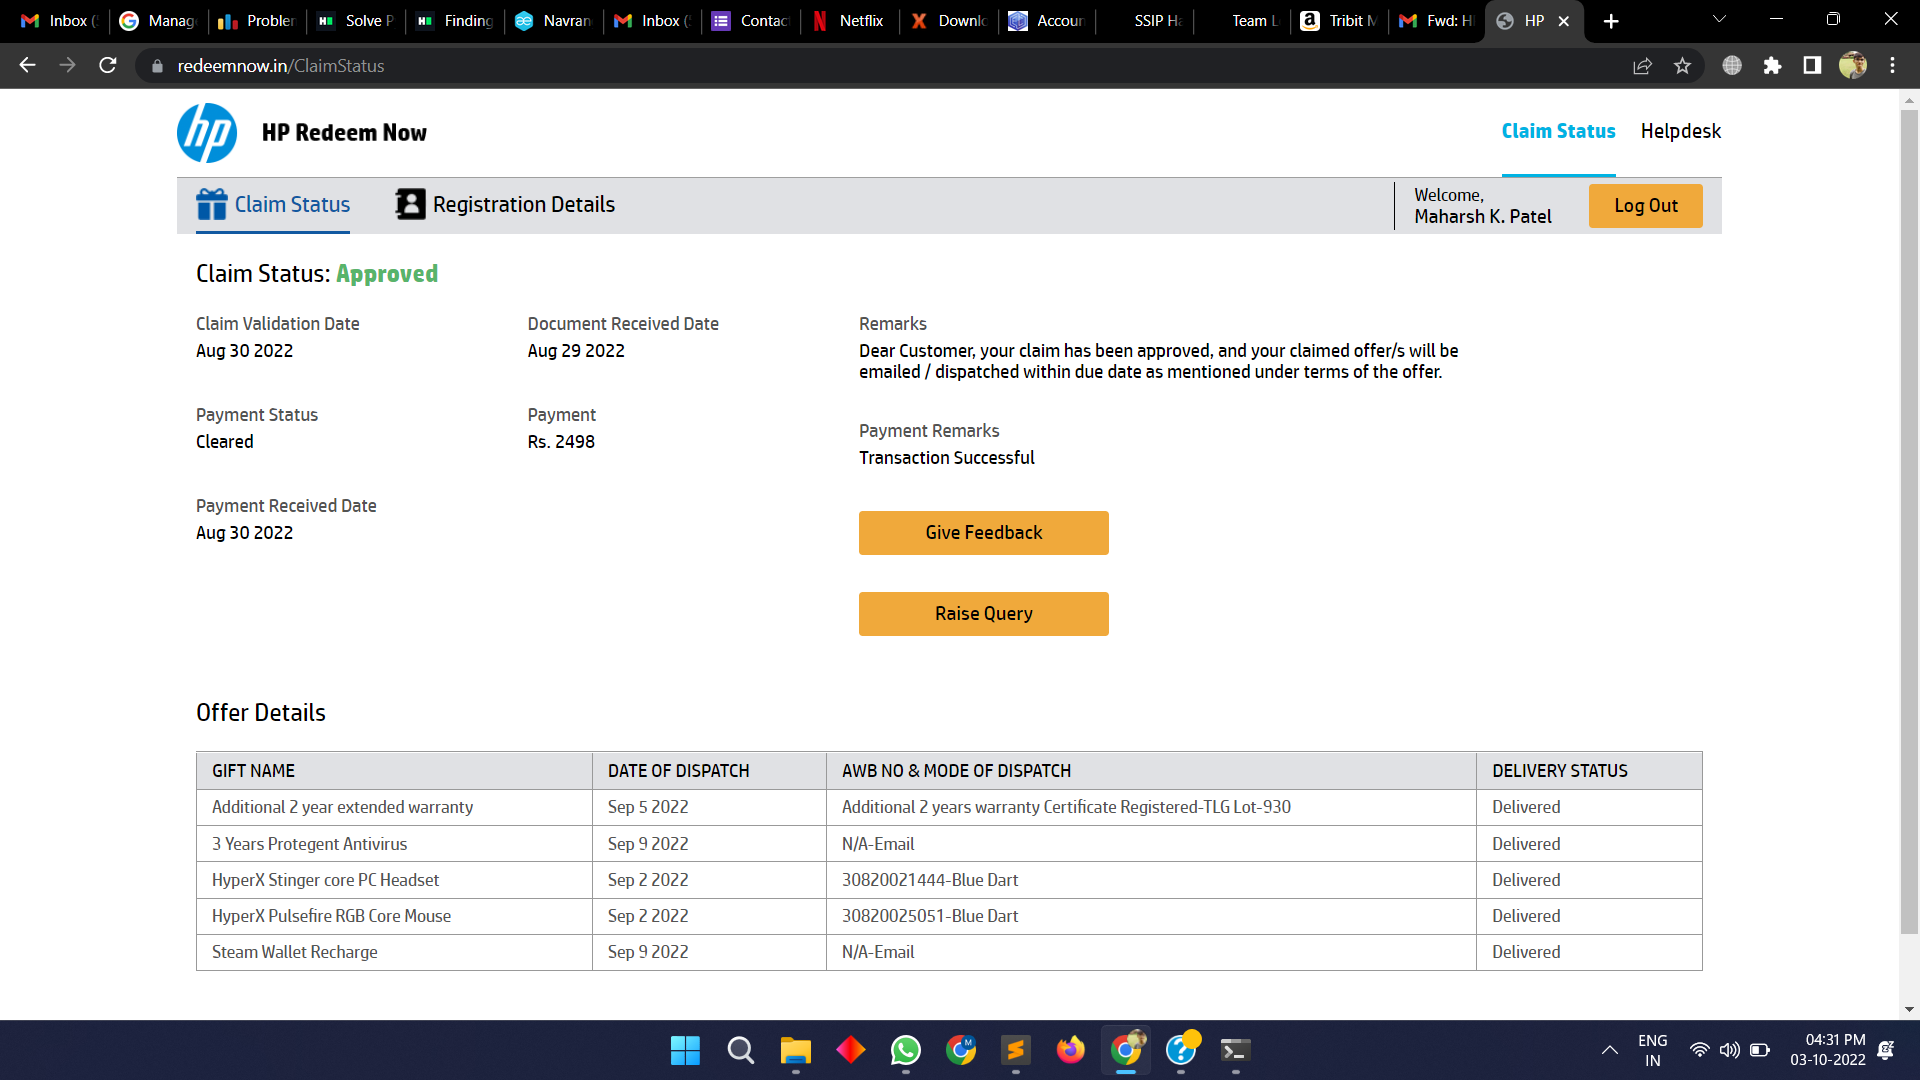 Inbox (
Manag
Probler
Solve P
Finding
Navran
Inbox (
Contac
Netflix
Downlo
Accoun
SSIP Ha
Team L
Tribit M
Fwd: H
HP
redeemnow.in/ClaimStatus
hp
HP Redeem Now
Claim Status
Helpdesk
Claim Status
Registration Details
Welcome,
Maharsh K. Patel
Log Out
Claim Status: Approved
Claim Validation Date
Aug 30 2022
Document Received Date
Aug 29 2022
Remarks
Dear Customer, your claim has been approved, and your claimed offer/s will be
emailed / dispatched within due date as mentioned under terms of the offer.
Payment Status
Cleared
Payment
Rs. 2498
Payment Remarks
Transaction Successful
Payment Received Date
Aug 30 2022
Give Feedback
Raise Query
Offer Details
GIFT NAME DATE OF DISPATCH AWB NO & MODE OF DISPATCH DELIVERY STATUS
Additional 2 year extended warranty Sep 5 2022 Additional 2 years warranty Certificate Registered-TLG Lot-930 Delivered
3 Years Protegent Antivirus Sep 9 2022 N/A-Email Delivered
HyperX Stinger core PC Headset Sep 2 2022 30820021444-Blue Dart Delivered
HyperX Pulsefire RGB Core Mouse Sep 2 2022 30820025051-Blue Dart Delivered
Steam Wallet Recharge Sep 9 2022 N/A-Email Delivered
ENG
IN
04:31 PM
03-10-2022